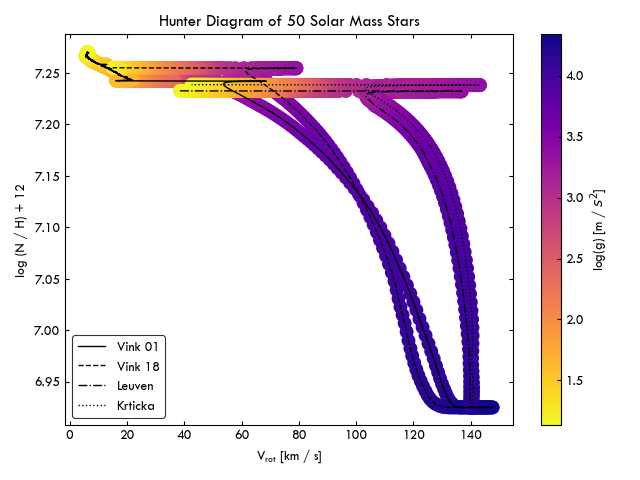 Hunter Diagram of 50 Solar Mass Stars
log (N / H) + 12
7.25
7.20
7.15
7.10
7.05
7.00
6.95
Vink 01
Vink 18
Leuven
Krticka
0 20 40 60 80 100 120 140
V_rot [km / s]
4.0
3.5
3.0
2.5
2.0
1.5
log(g) [m / s²]